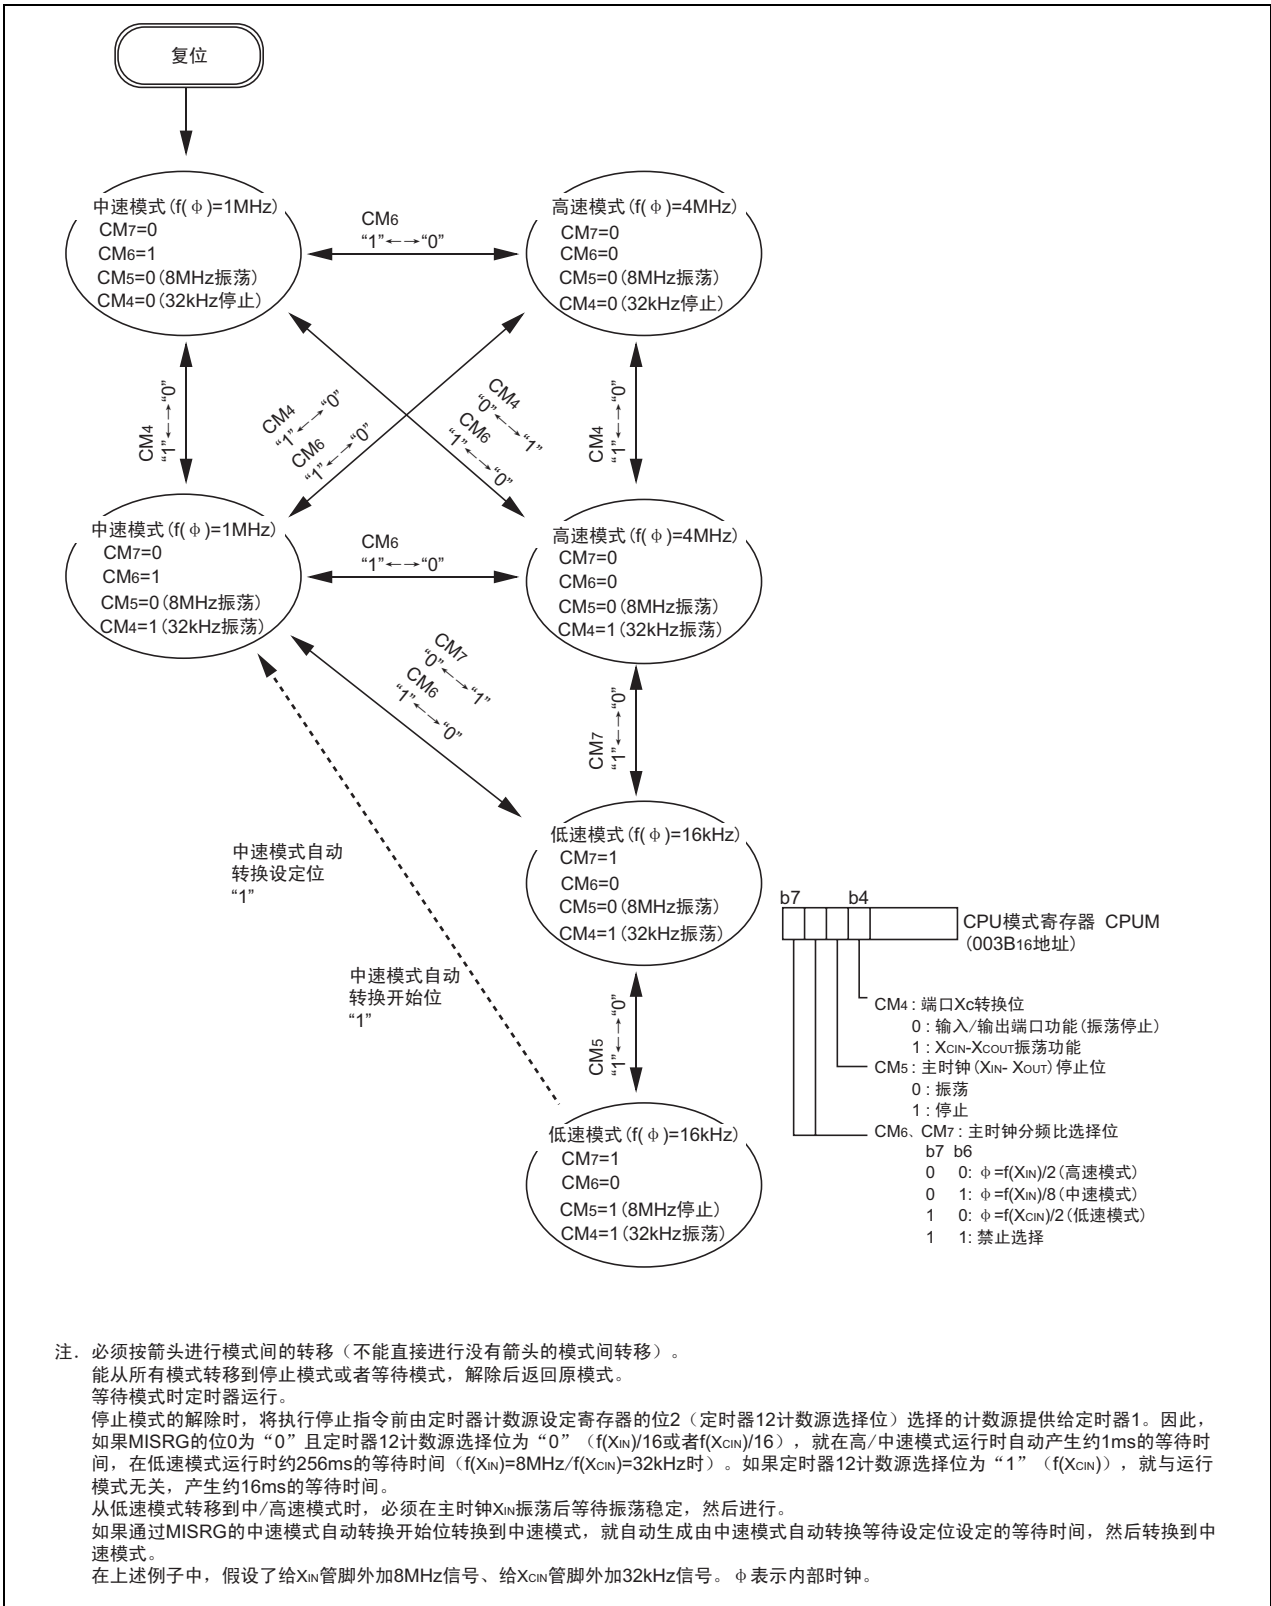 复位
中速模式(f(φ)=1MHz)
CM7=0
CM6=1
CM5=0(8MHz振荡)
CM4=0(32kHz停止)
CM6
“1”←→“0”
高速模式(f(φ)=4MHz)
CM7=0
CM6=0
CM5=0(8MHz振荡)
CM4=0(32kHz停止)
CM4
“1”←→“0”
CM4
“1”←→“0”
CM6
“1”←→“0”
CM4
“0”←→“1”
CM6
“1”←→“0”
CM4
“1”←→“0”
中速模式(f(φ)=1MHz)
CM7=0
CM6=1
CM5=0(8MHz振荡)
CM4=1(32kHz振荡)
CM6
“1”←→“0”
高速模式(f(φ)=4MHz)
CM7=0
CM6=0
CM5=0(8MHz振荡)
CM4=1(32kHz振荡)
CM7
“0”←→“1”
CM6
“1”←→“0”
CM7
“1”←→“0”
中速模式自动
转换设定位
“1”
低速模式(f(φ)=16kHz)
CM7=1
CM6=0
CM5=0(8MHz振荡)
CM4=1(32kHz振荡)
中速模式自动
转换开始位
“1”
CM5
“1”←→“0”
低速模式(f(φ)=16kHz)
CM7=1
CM6=0
CM5=1(8MHz停止)
CM4=1(32kHz振荡)
b7 b4
CPU模式寄存器 CPUM
(003B16地址)
CM4 : 端口Xc转换位
0 : 输入/输出端口功能(振荡停止)
1 : XCIN-XCOUT振荡功能
CM5 : 主时钟(XIN- XOUT)停止位
0 : 振荡
1 : 停止
CM6、CM7 : 主时钟分频比选择位
b7 b6
0 0: φ=f(XIN)/2(高速模式)
0 1: φ=f(XIN)/8(中速模式)
1 0: φ=f(XCIN)/2(低速模式)
1 1: 禁止选择
注. 必须按箭头进行模式间的转移（不能直接进行没有箭头的模式间转移）。
能从所有模式转移到停止模式或者等待模式，解除后返回原模式。
等待模式时定时器运行。
停止模式的解除时，将执行停止指令前由定时器计数源设定寄存器的位2（定时器12计数源选择位）选择的计数源提供给定时器1。因此，
如果MISRG的位0为“0”且定时器12计数源选择位为“0”（f(XIN)/16或者f(XCIN)/16），就在高/中速模式运行时自动产生约1ms的等待时
间，在低速模式运行时约256ms的等待时间（f(XIN)=8MHz/f(XCIN)=32kHz时）。如果定时器12计数源选择位为“1”（f(XCIN)），就与运行
模式无关，产生约16ms的等待时间。
从低速模式转移到中/高速模式时，必须在主时钟XIN振荡后等待振荡稳定，然后进行。
如果通过MISRG的中速模式自动转换开始位转换到中速模式，就自动生成由中速模式自动转换等待设定位设定的等待时间，然后转换到中
速模式。
在上述例子中，假设了给XIN管脚外加8MHz信号、给XCIN管脚外加32kHz信号。φ表示内部时钟。